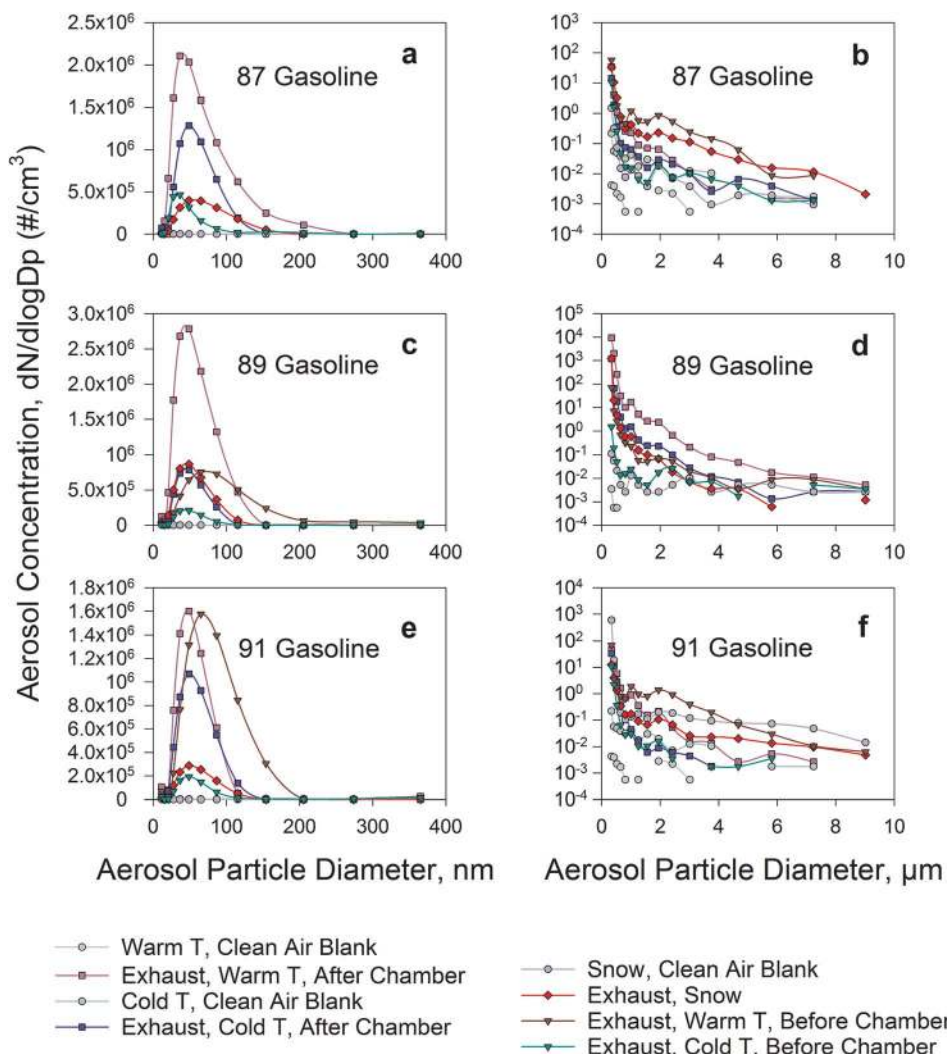 Aerosol Concentration, dN/dlogDp (#/cm³)
2.5x10⁶
2.0x10⁶
1.5x10⁶
10⁶
5.0x10⁵
0
a
87 Gasoline
0 100 200 300 400
10³
10²
10¹
10⁰
10⁻¹
10⁻²
10⁻³
10⁻⁴
b
87 Gasoline
0 2 4 6 8 10
3.0x10⁶
2.5x10⁶
2.0x10⁶
1.5x10⁶
10⁶
5.0x10⁵
0
c
89 Gasoline
0 100 200 300 400
10⁵
10⁴
10³
10²
10¹
10⁰
10⁻¹
10⁻²
10⁻³
10⁻⁴
d
89 Gasoline
0 2 4 6 8 10
1.8x10⁶
1.6x10⁶
1.4x10⁶
1.2x10⁶
10⁶
8.0x10⁵
6.0x10⁵
4.0x10⁵
2.0x10⁵
0
e
91 Gasoline
0 100 200 300 400
10⁴
10³
10²
10¹
10⁰
10⁻¹
10⁻²
10⁻³
10⁻⁴
f
91 Gasoline
0 2 4 6 8 10
Aerosol Particle Diameter, nm
Aerosol Particle Diameter, µm
Warm T, Clean Air Blank
Exhaust, Warm T, After Chamber
Cold T, Clean Air Blank
Exhaust, Cold T, After Chamber
Snow, Clean Air Blank
Exhaust, Snow
Exhaust, Warm T, Before Chamber
Exhaust, Cold T, Before Chamber